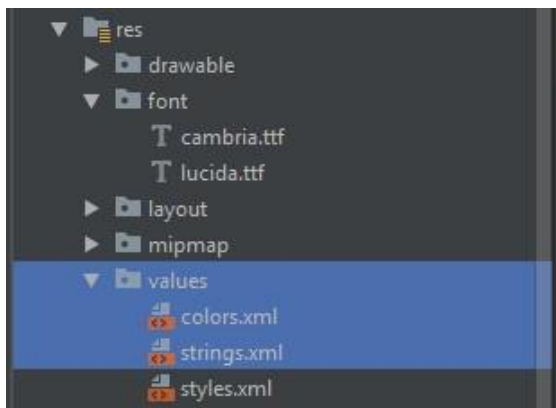 res
drawable
font
cambria.ttf
lucida.ttf
layout
mipmap
values
colors.xml
strings.xml
styles.xml